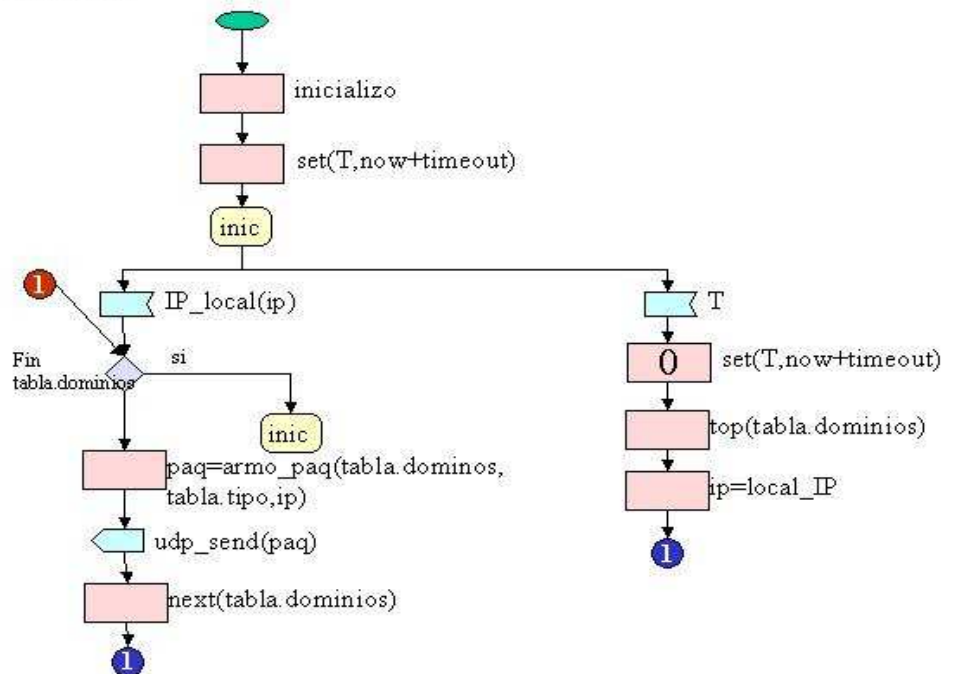 inicializo
set(T,now+timeout)
inic
1
IP_local(ip)
T
Fin
tabla.dominios
si
0
set(T,now+timeout)
inic
top(tabla.dominios)
paq=armo_paq(tabla.dominos,
tabla.tipo,ip)
ip=local_IP
udp_send(paq)
1
next(tabla.dominios)
1